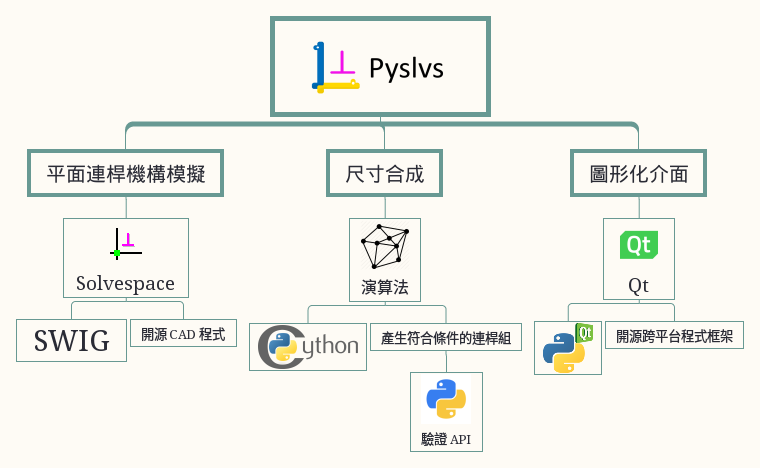 Pyslvs
平面連桿機構模擬
尺寸合成
圖形化介面
Solvespace
演算法
Qt
Qt
SWIG
開源 CAD 程式
Cython
產生符合條件的連桿組
Qt
開源跨平台程式框架
驗證 API